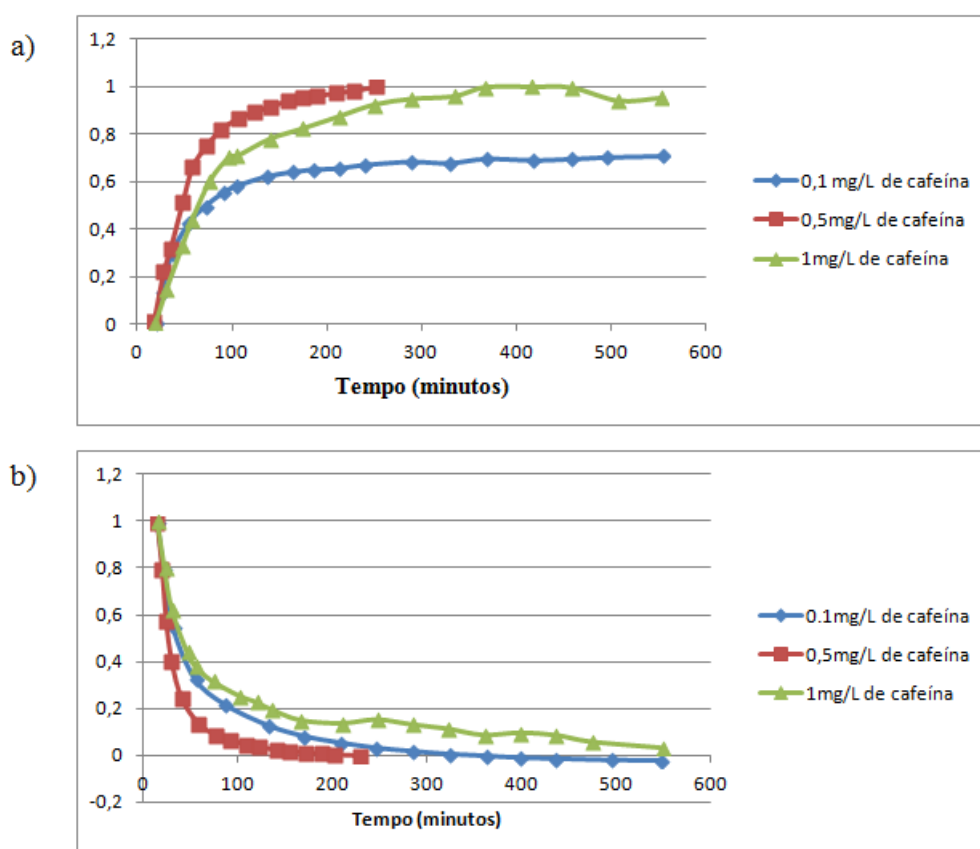 a)
1,2
1
0,8
0,6
0,4
0,2
0
0 100 200 300 400 500 600
Tempo (minutos)
0,1 mg/L de cafeína
0,5mg/L de cafeína
1mg/L de cafeína
b)
1,2
1
0,8
0,6
0,4
0,2
0
-0,2
0 100 200 300 400 500 600
Tempo (minutos)
0.1mg/L de cafeína
0,5mg/L de cafeína
1mg/L de cafeína